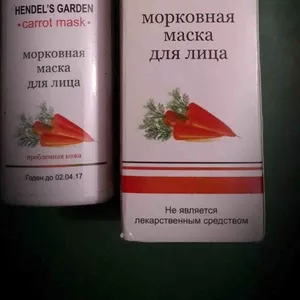 HENDEL'S GARDEN
•carrot mask•
морковная
маска
для лица
проблемная кожа
Годен до 02.04.17
морковная
маска
для лица
Не является
лекарственным средством